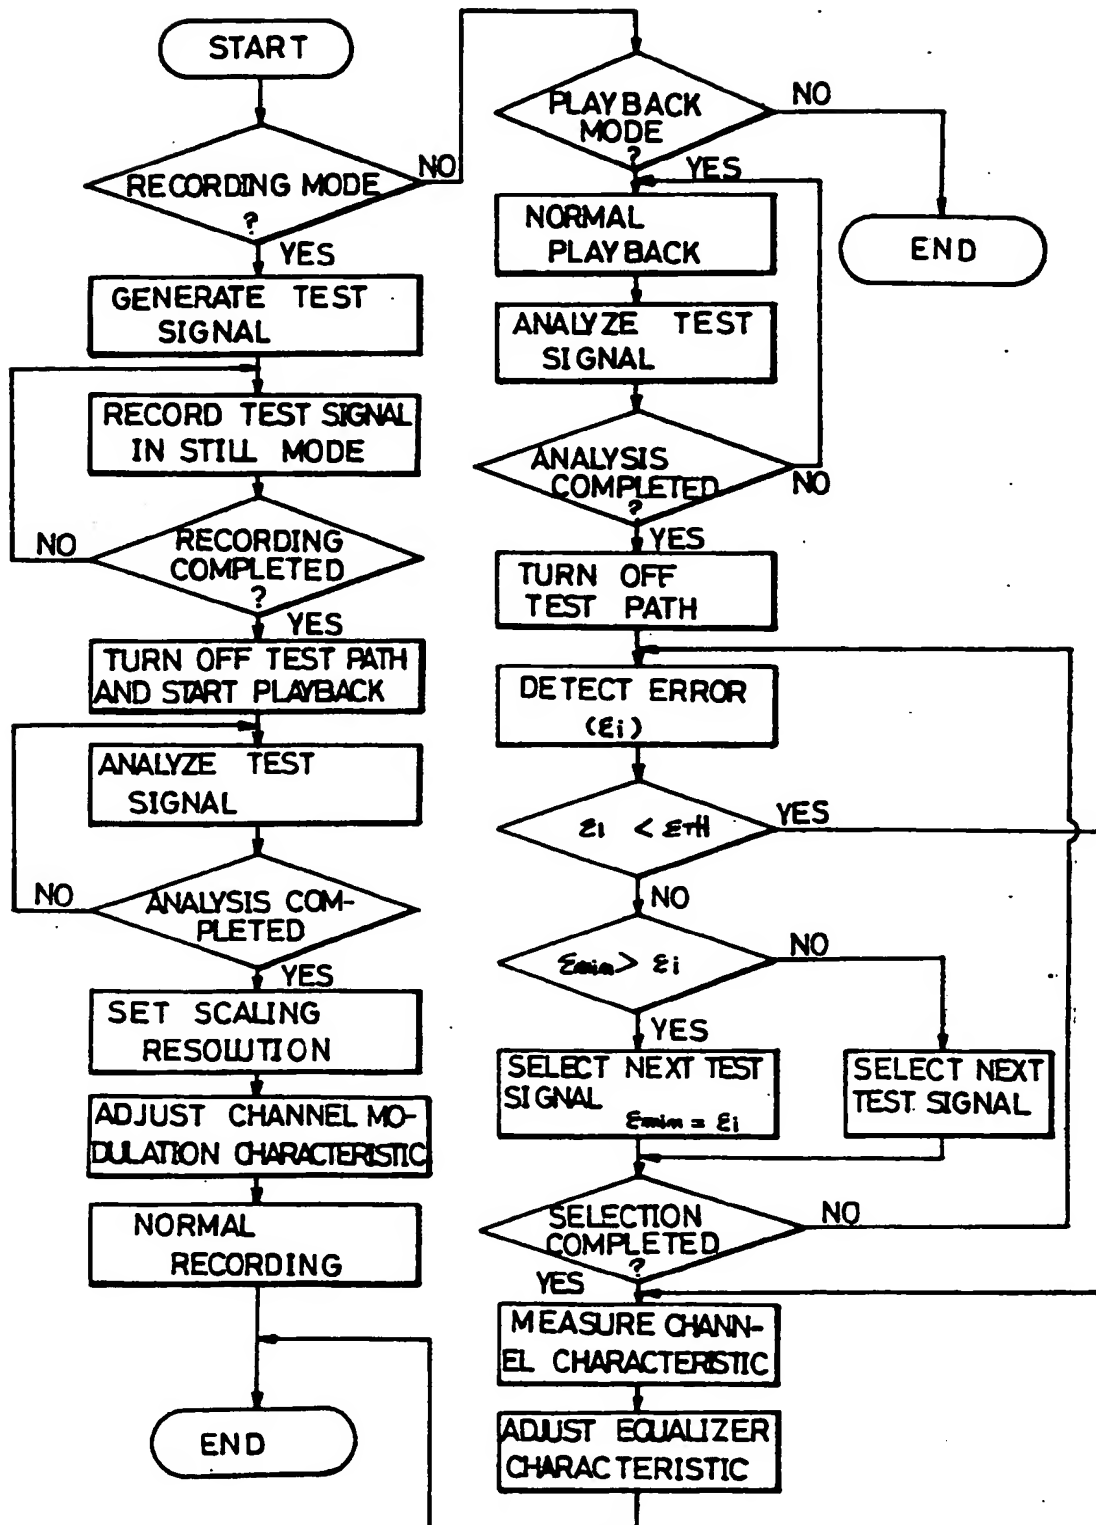 START
RECORDING MODE
?
NO
YES
GENERATE TEST
SIGNAL
RECORD TEST SIGNAL
IN STILL MODE
NO
RECORDING
COMPLETED
?
YES
TURN OFF TEST PATH
AND START PLAYBACK
ANALYZE TEST
SIGNAL
NO
ANALYSIS COM-
PLETED
YES
SET SCALING
RESOLUTION
ADJUST CHANNEL MO-
DULATION CHARACTERISTIC
NORMAL
RECORDING
END
PLAYBACK
MODE
?
NO
END
YES
NORMAL
PLAYBACK
ANALYZE TEST
SIGNAL
ANALYSIS
COMPLETED
?
NO
YES
TURN OFF
TEST PATH
DETECT ERROR
(εi)
εi < εTH
YES
NO
εmin > εi
NO
YES
SELECT NEXT TEST
SIGNAL
εmin = εi
SELECT NEXT
TEST SIGNAL
SELECTION
COMPLETED
?
NO
YES
MEASURE CHANN-
EL CHARACTERISTIC
ADJUST EQUALIZER
CHARACTERISTIC